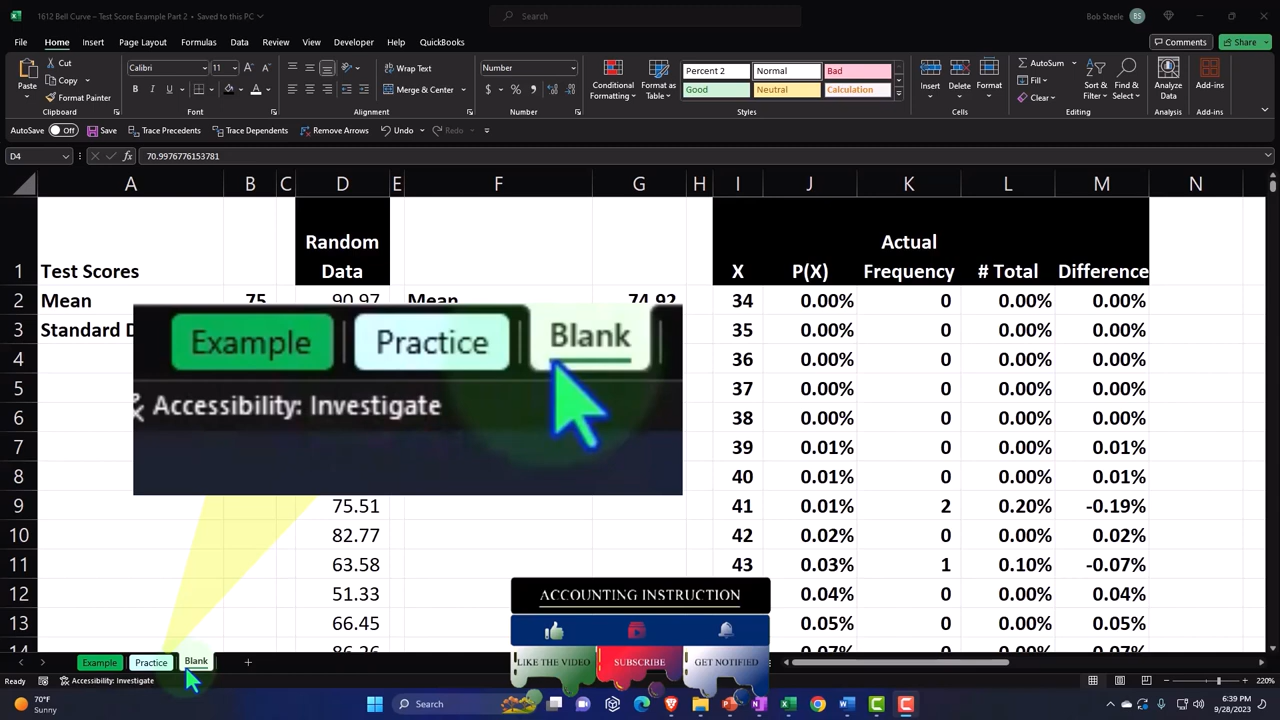 1612 Bell Curve – Test Score Example Part 2 • Saved to this PC
Search
Bob Steele BS
File Home Insert Page Layout Formulas Data Review View Developer Help QuickBooks
Comments Share
Paste
Cut
Copy
Format Painter
Clipboard
Calibri 11
Font
Wrap Text
Merge & Center
Alignment
Number
Number
Conditional Formatting
Format as Table
Percent 2 Normal Bad
Good Neutral Calculation
Styles
Insert Delete Format
Cells
AutoSum
Fill
Clear
Sort & Filter
Find & Select
Editing
Analyze Data
Analysis
Add-ins
Add-ins
AutoSave Off Save Trace Precedents Trace Dependents Remove Arrows Undo Redo
D4 fx 70.9976776153781
A B C D E F G H I J K L M N
Random Actual
1 Test Scores Data X P(X) Frequency # Total Difference
2 Mean 75 90.97 Mean 74.92 34 0.00% 0 0.00% 0.00%
3 Standard D 35 0.00% 0 0.00% 0.00%
4 36 0.00% 0 0.00% 0.00%
5 37 0.00% 0 0.00% 0.00%
6 38 0.00% 0 0.00% 0.00%
7 39 0.01% 0 0.00% 0.01%
8 40 0.01% 0 0.00% 0.01%
9 75.51 41 0.01% 2 0.20% -0.19%
10 82.77 42 0.02% 0 0.00% 0.02%
11 63.58 43 0.03% 1 0.10% -0.07%
12 51.33 0.04% 0 0.00% 0.04%
13 66.45 0.05% 0 0.00% 0.05%
Example Practice Blank
Accessibility: Investigate
ACCOUNTING INSTRUCTION
LIKE THE VIDEO SUBSCRIBE GET NOTIFIED
Example Practice Blank
Ready Accessibility: Investigate 220%
70°F
Sunny
Search
6:39 PM
9/28/2023